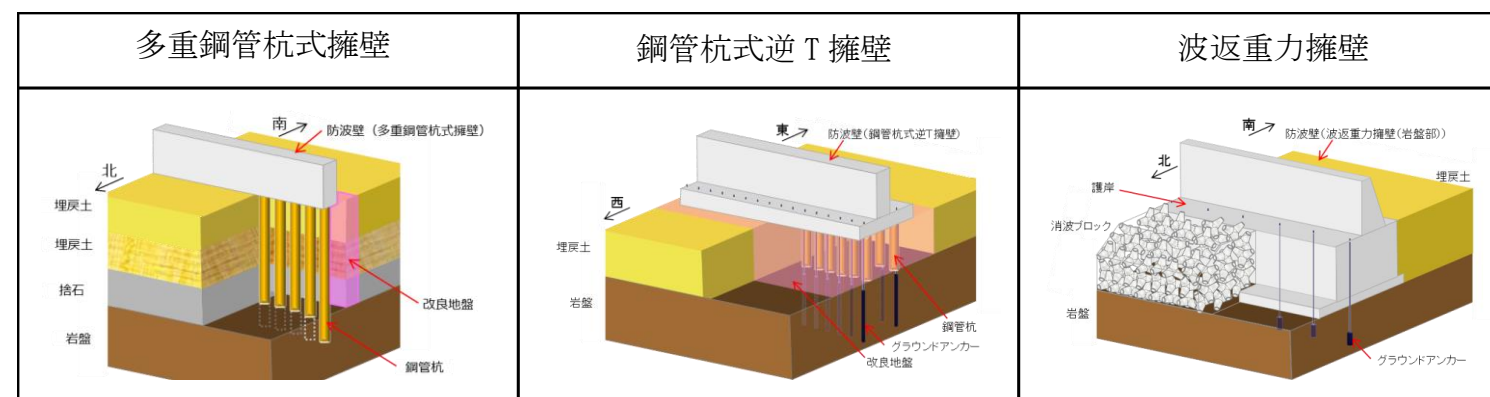 多重鋼管杭式擁壁
鋼管杭式逆T擁壁
波返重力擁壁
南
防波壁（多重鋼管杭式擁壁）
北
埋戻土
埋戻土
捨石
岩盤
改良地盤
鋼管杭
東
防波壁(鋼管杭式逆T擁壁)
西
埋戻土
岩盤
鋼管杭
グラウンドアンカー
改良地盤
南
防波壁(波返重力擁壁(岩盤部))
北
埋戻土
護岸
消波ブロック
岩盤
グラウンドアンカー